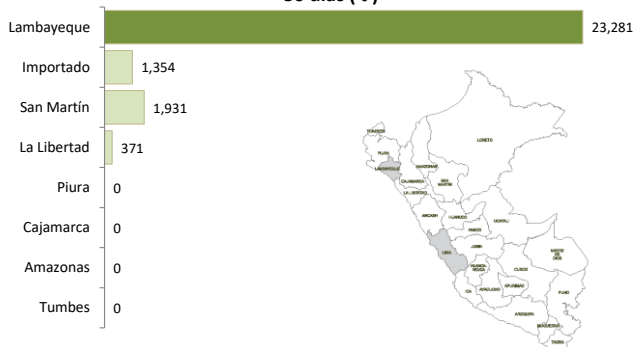 30 días ( t )
Lambayeque 23,281
Importado 1,354
San Martín 1,931
La Libertad 371
Piura 0
Cajamarca 0
Amazonas 0
Tumbes 0
TUMBES
PIURA
LORETO
LAMBAYEQUE
AMAZONAS
CAJAMARCA
SAN
MARTIN
LA LIBERTAD
ANCASH
HUANUCO
UCAYALI
PASCO
JUNIN
LIMA
MADRE
DE
DIOS
HUANCA-
VELICA
CUSCO
ICA
AYACUCHO
APURIMAC
PUNO
AREQUIPA
MOQUEGUA
TACNA